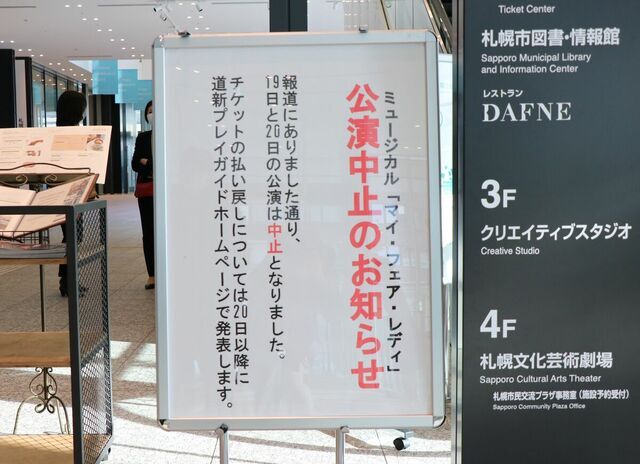 ミュージカル「マイ・フェア・レディ」
公演中止のお知らせ
報道にありました通り、
19日と20日の公演は中止となりました。
チケットの払い戻しについては20日以降に
道新プレイガイドホームページで発表します。
Ticket Center
札幌市図書・情報館
Sapporo Municipal Library
and Information Center
レストラン
DAFNE
3F
クリエイティブスタジオ
Creative Studio
4F
札幌文化芸術劇場
Sapporo Cultural Arts Theater
札幌市民交流プラザ事務室（施設予約受付）
Sapporo Community Plaza Office